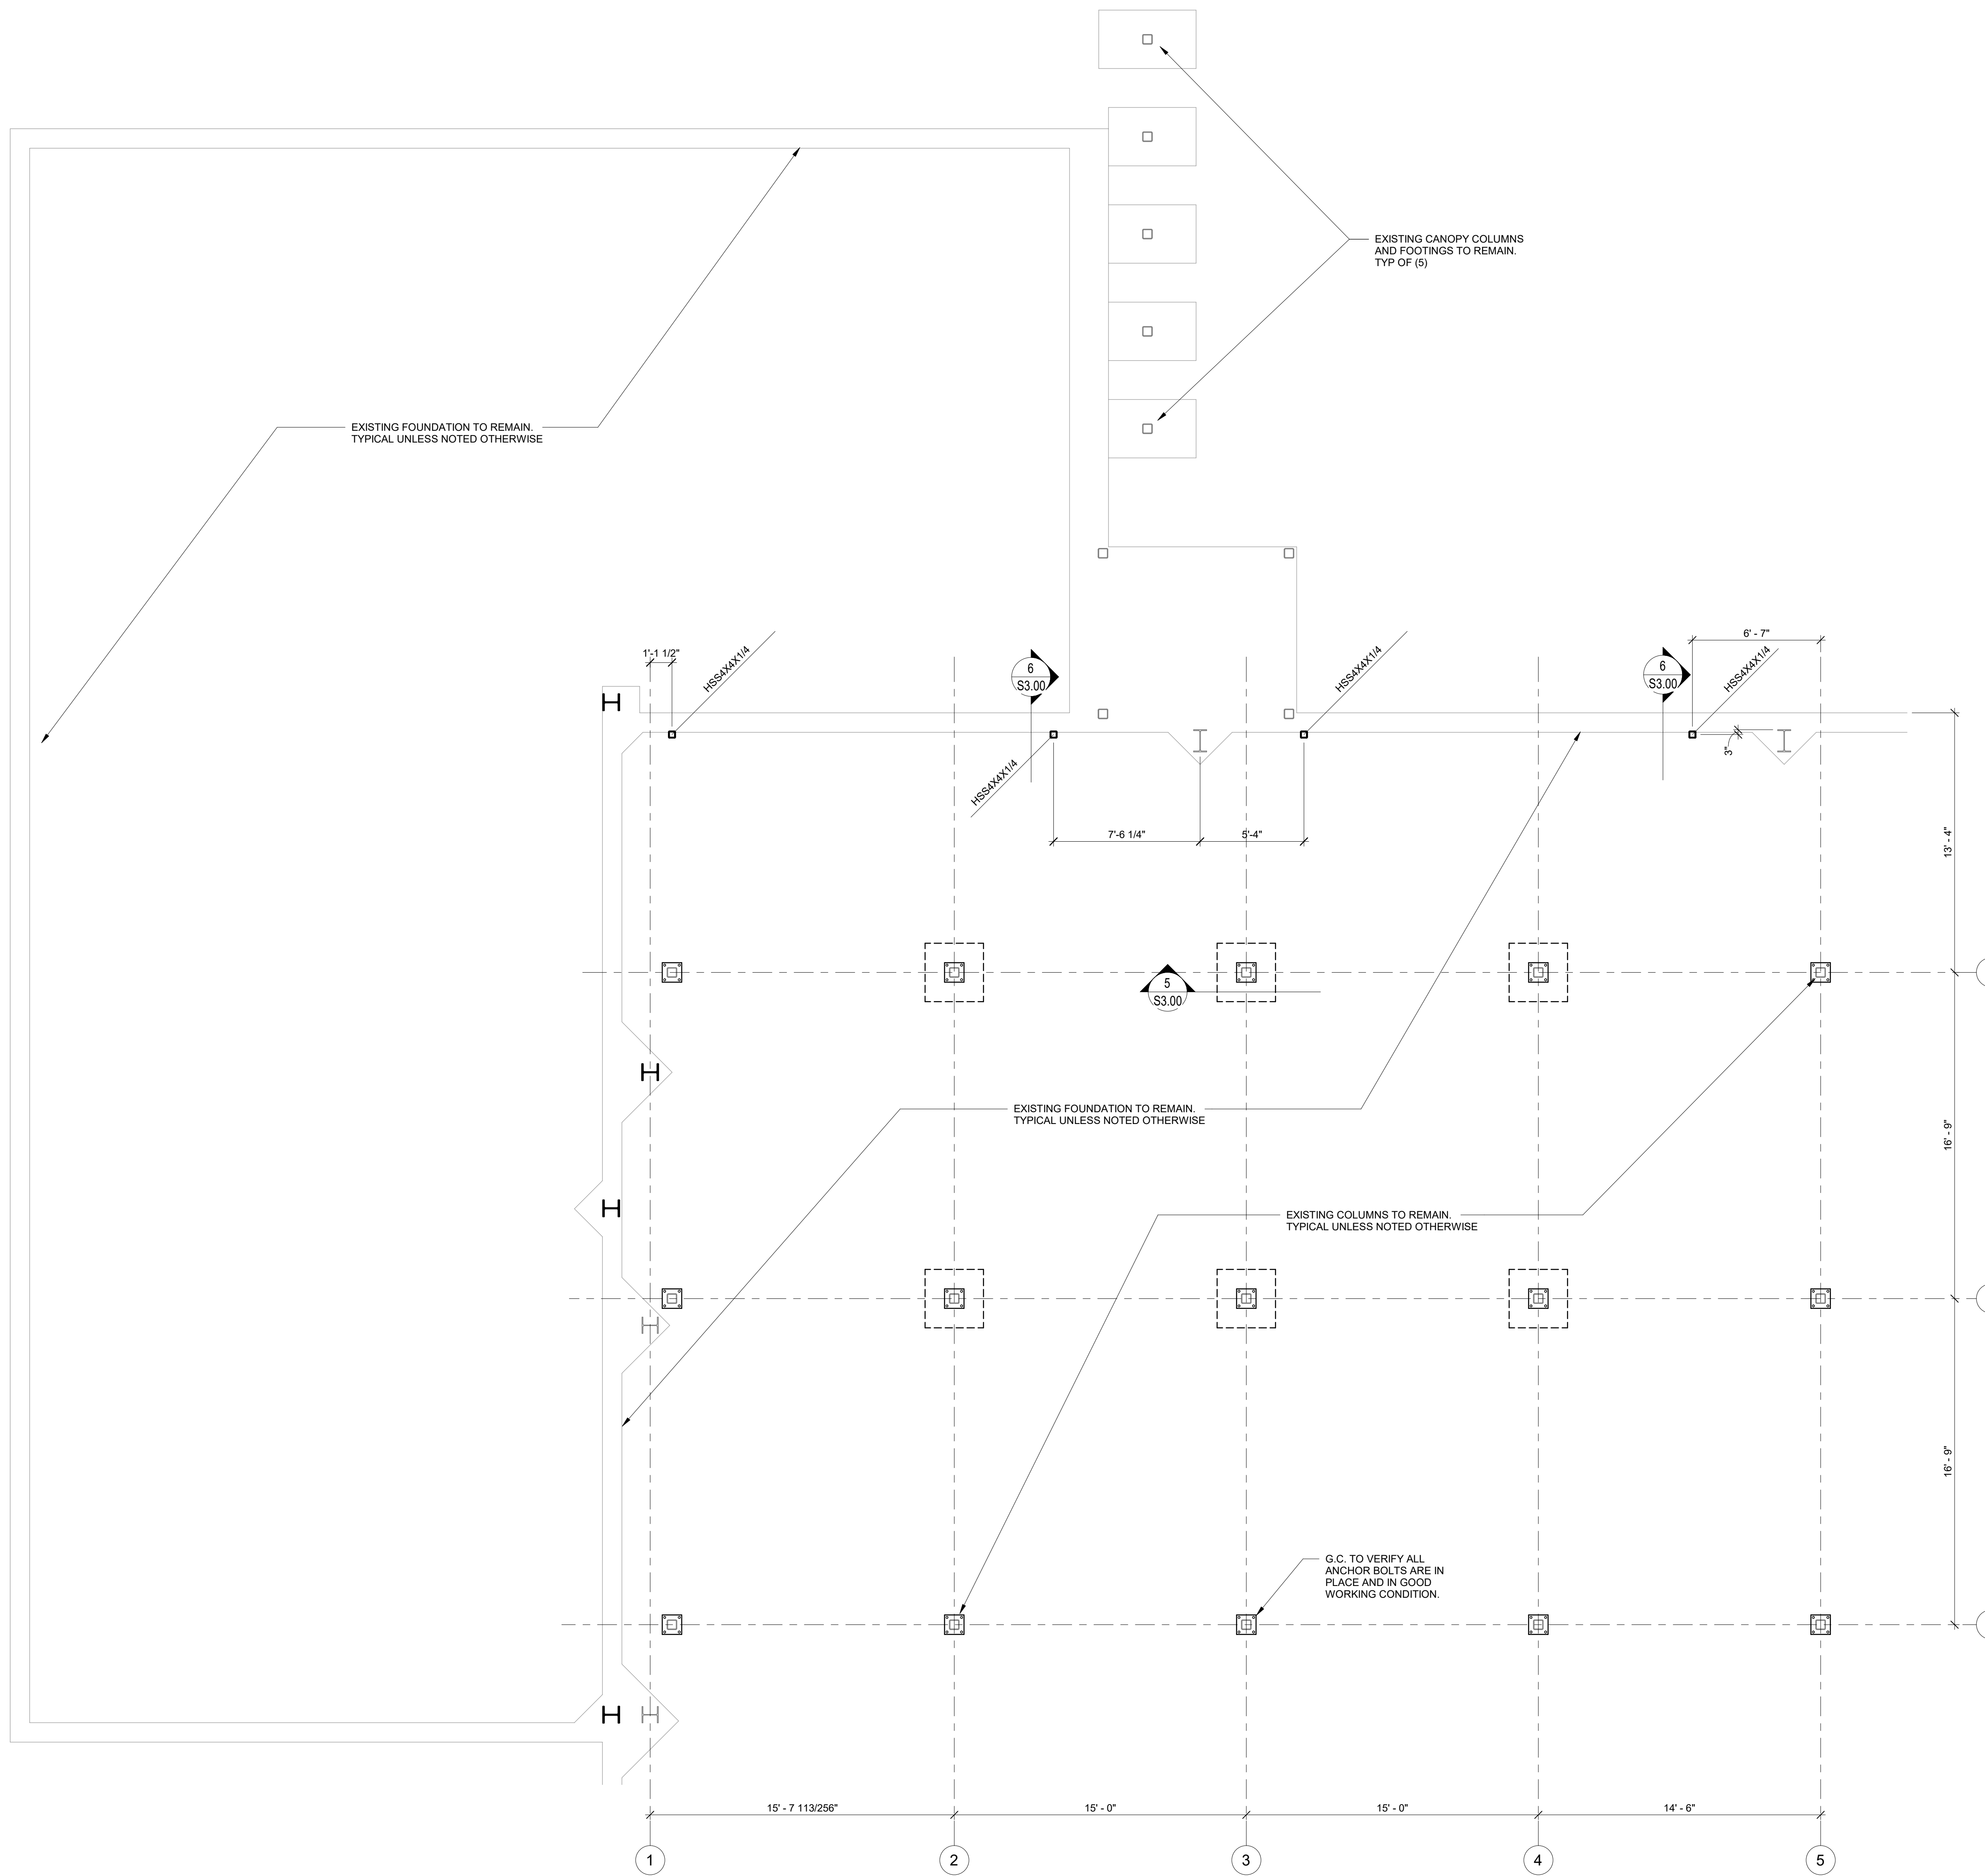 EXISTING CANOPY COLUMNS
AND FOOTINGS TO REMAIN.
TYP OF (5)
EXISTING FOUNDATION TO REMAIN.
TYPICAL UNLESS NOTED OTHERWISE
1'-1 1/2"
HSS4X4X1/4
6
S3.00
HSS4X4X1/4
6
S3.00
6' - 7"
HSS4X4X1/4
3"
HSS4X4X1/4
7'-6 1/4"
5'-4"
13' - 4"
5
S3.00
EXISTING FOUNDATION TO REMAIN.
TYPICAL UNLESS NOTED OTHERWISE
16' - 9"
EXISTING COLUMNS TO REMAIN.
TYPICAL UNLESS NOTED OTHERWISE
16' - 9"
G.C. TO VERIFY ALL
ANCHOR BOLTS ARE IN
PLACE AND IN GOOD
WORKING CONDITION.
15' - 7 113/256"
15' - 0"
15' - 0"
14' - 6"
1
2
3
4
5